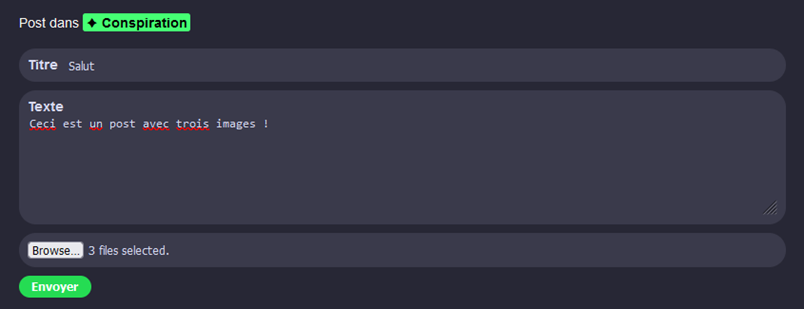 Post dans ✦ Conspiration
Titre Salut
Texte
Ceci est un post avec trois images !
Browse... 3 files selected.
Envoyer